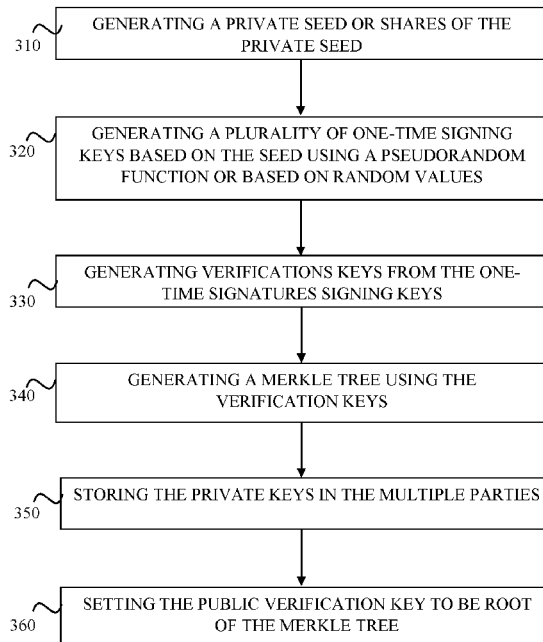 310
GENERATING A PRIVATE SEED OR SHARES OF THE
PRIVATE SEED
320
GENERATING A PLURALITY OF ONE-TIME SIGNING
KEYS BASED ON THE SEED USING A PSEUDORANDOM
FUNCTION OR BASED ON RANDOM VALUES
330
GENERATING VERIFICATIONS KEYS FROM THE ONE-
TIME SIGNATURES SIGNING KEYS
340
GENERATING A MERKLE TREE USING THE
VERIFICATION KEYS
350
STORING THE PRIVATE KEYS IN THE MULTIPLE PARTIES
360
SETTING THE PUBLIC VERIFICATION KEY TO BE ROOT
OF THE MERKLE TREE